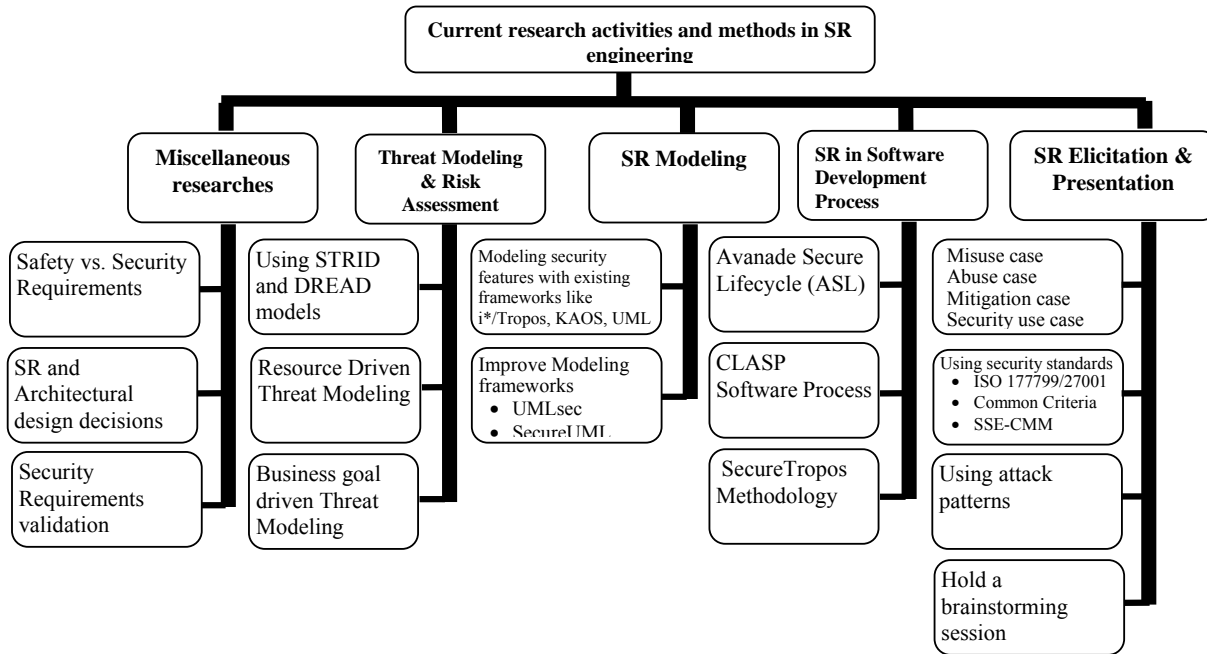 Current research activities and methods in SR
engineering
Miscellaneous
researches
Threat Modeling
& Risk
Assessment
SR Modeling
SR in Software
Development
Process
SR Elicitation &
Presentation
Safety vs. Security
Requirements
SR and
Architectural
design decisions
Security
Requirements
validation
Using STRID
and DREAD
models
Resource Driven
Threat Modeling
Business goal
driven Threat
Modeling
Modeling security
features with existing
frameworks like
i*/Tropos, KAOS, UML
Improve Modeling
frameworks
• UMLsec
• SecureUML
Avanade Secure
Lifecycle (ASL)
CLASP
Software Process
SecureTropos
Methodology
Misuse case
Abuse case
Mitigation case
Security use case
Using security standards
• ISO 177799/27001
• Common Criteria
• SSE-CMM
Using attack
patterns
Hold a
brainstorming
session